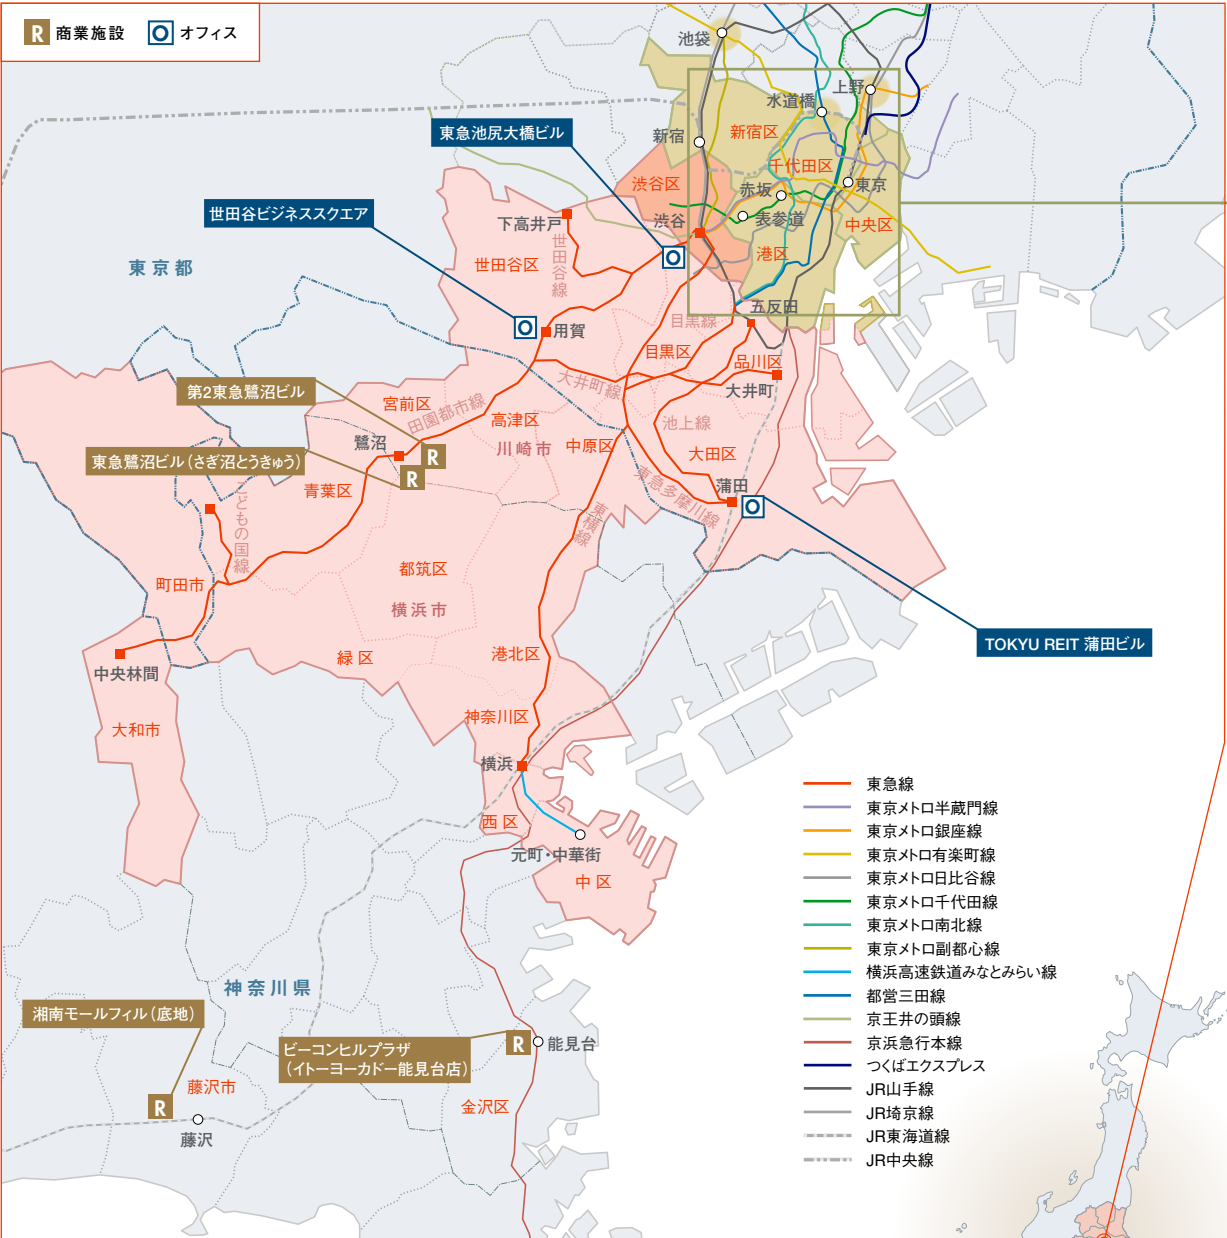 R 商業施設 O オフィス
池袋
上野
水道橋
東急池尻大橋ビル
新宿
新宿区
千代田区
渋谷区
赤坂
東京
世田谷ビジネススクエア
下高井戸
渋谷
表参道
中央区
世田谷線
東京都
世田谷区
O
港区
五反田
O
用賀
目黒線
目黒区
品川区
第2東急鷺沼ビル
大井町線
大井町
宮前区
田園都市線
高津区
池上線
鷺沼
川崎市
中原区
大田区
東急鷺沼ビル(さぎ沼とうきゅう)
R
R
青葉区
こどもの国線
東急多摩川線
蒲田
O
東横線
町田市
都筑区
横浜市
TOKYU REIT 蒲田ビル
緑区
港北区
中央林間
大和市
神奈川区
横浜
西区
元町・中華街
中区
東急線
東京メトロ半蔵門線
東京メトロ銀座線
東京メトロ有楽町線
東京メトロ日比谷線
東京メトロ千代田線
東京メトロ南北線
東京メトロ副都心線
横浜高速鉄道みなとみらい線
都営三田線
京王井の頭線
京浜急行本線
つくばエクスプレス
JR山手線
JR埼京線
JR東海道線
JR中央線
神奈川県
湘南モールフィル(底地)
ビーコンヒルプラザ
(イトーヨーカドー能見台店)
R
能見台
藤沢市
R
金沢区
藤沢